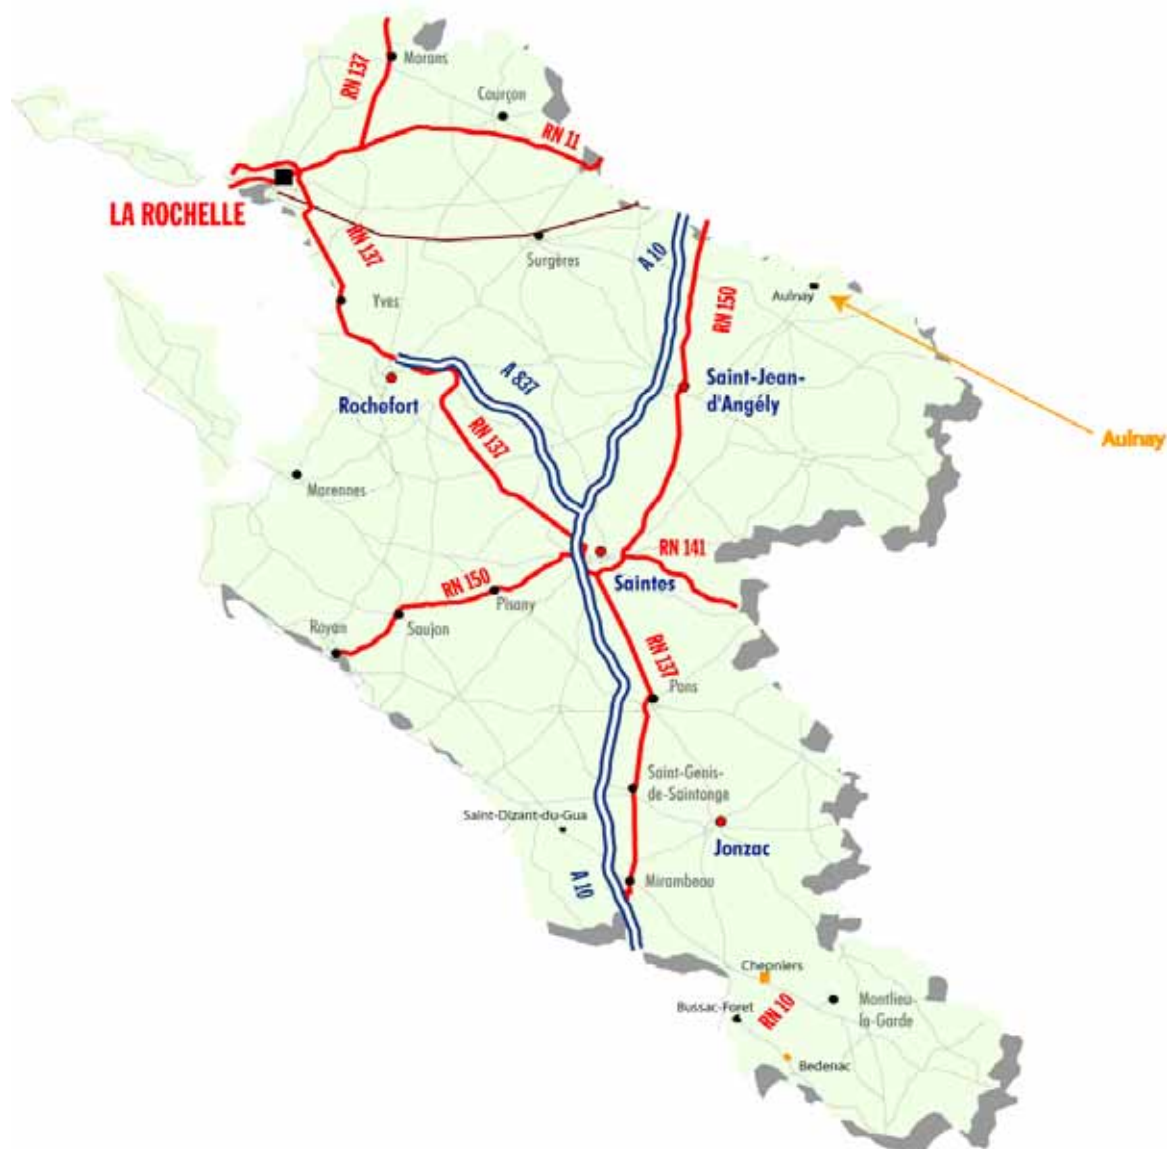 RN 137
Morans
Courçon
RN 11
LA ROCHELLE
RN 137
Surgères
A 10
Yves
Aulnay
RN 150
A 837
Saint-Jean-
d'Angély
Rochefort
Aulnay
RN 137
Marennes
RN 141
RN 150
Saintes
Pisany
Royan
Saujon
RN 137
Pons
Saint-Genis-
de-Saintonge
Saint-Dizant-du-Gua
Jonzac
A 10
Mirambeau
Chepniers
Bussac-Foret
RN 10
Montlieu-
la-Garde
Bedenac